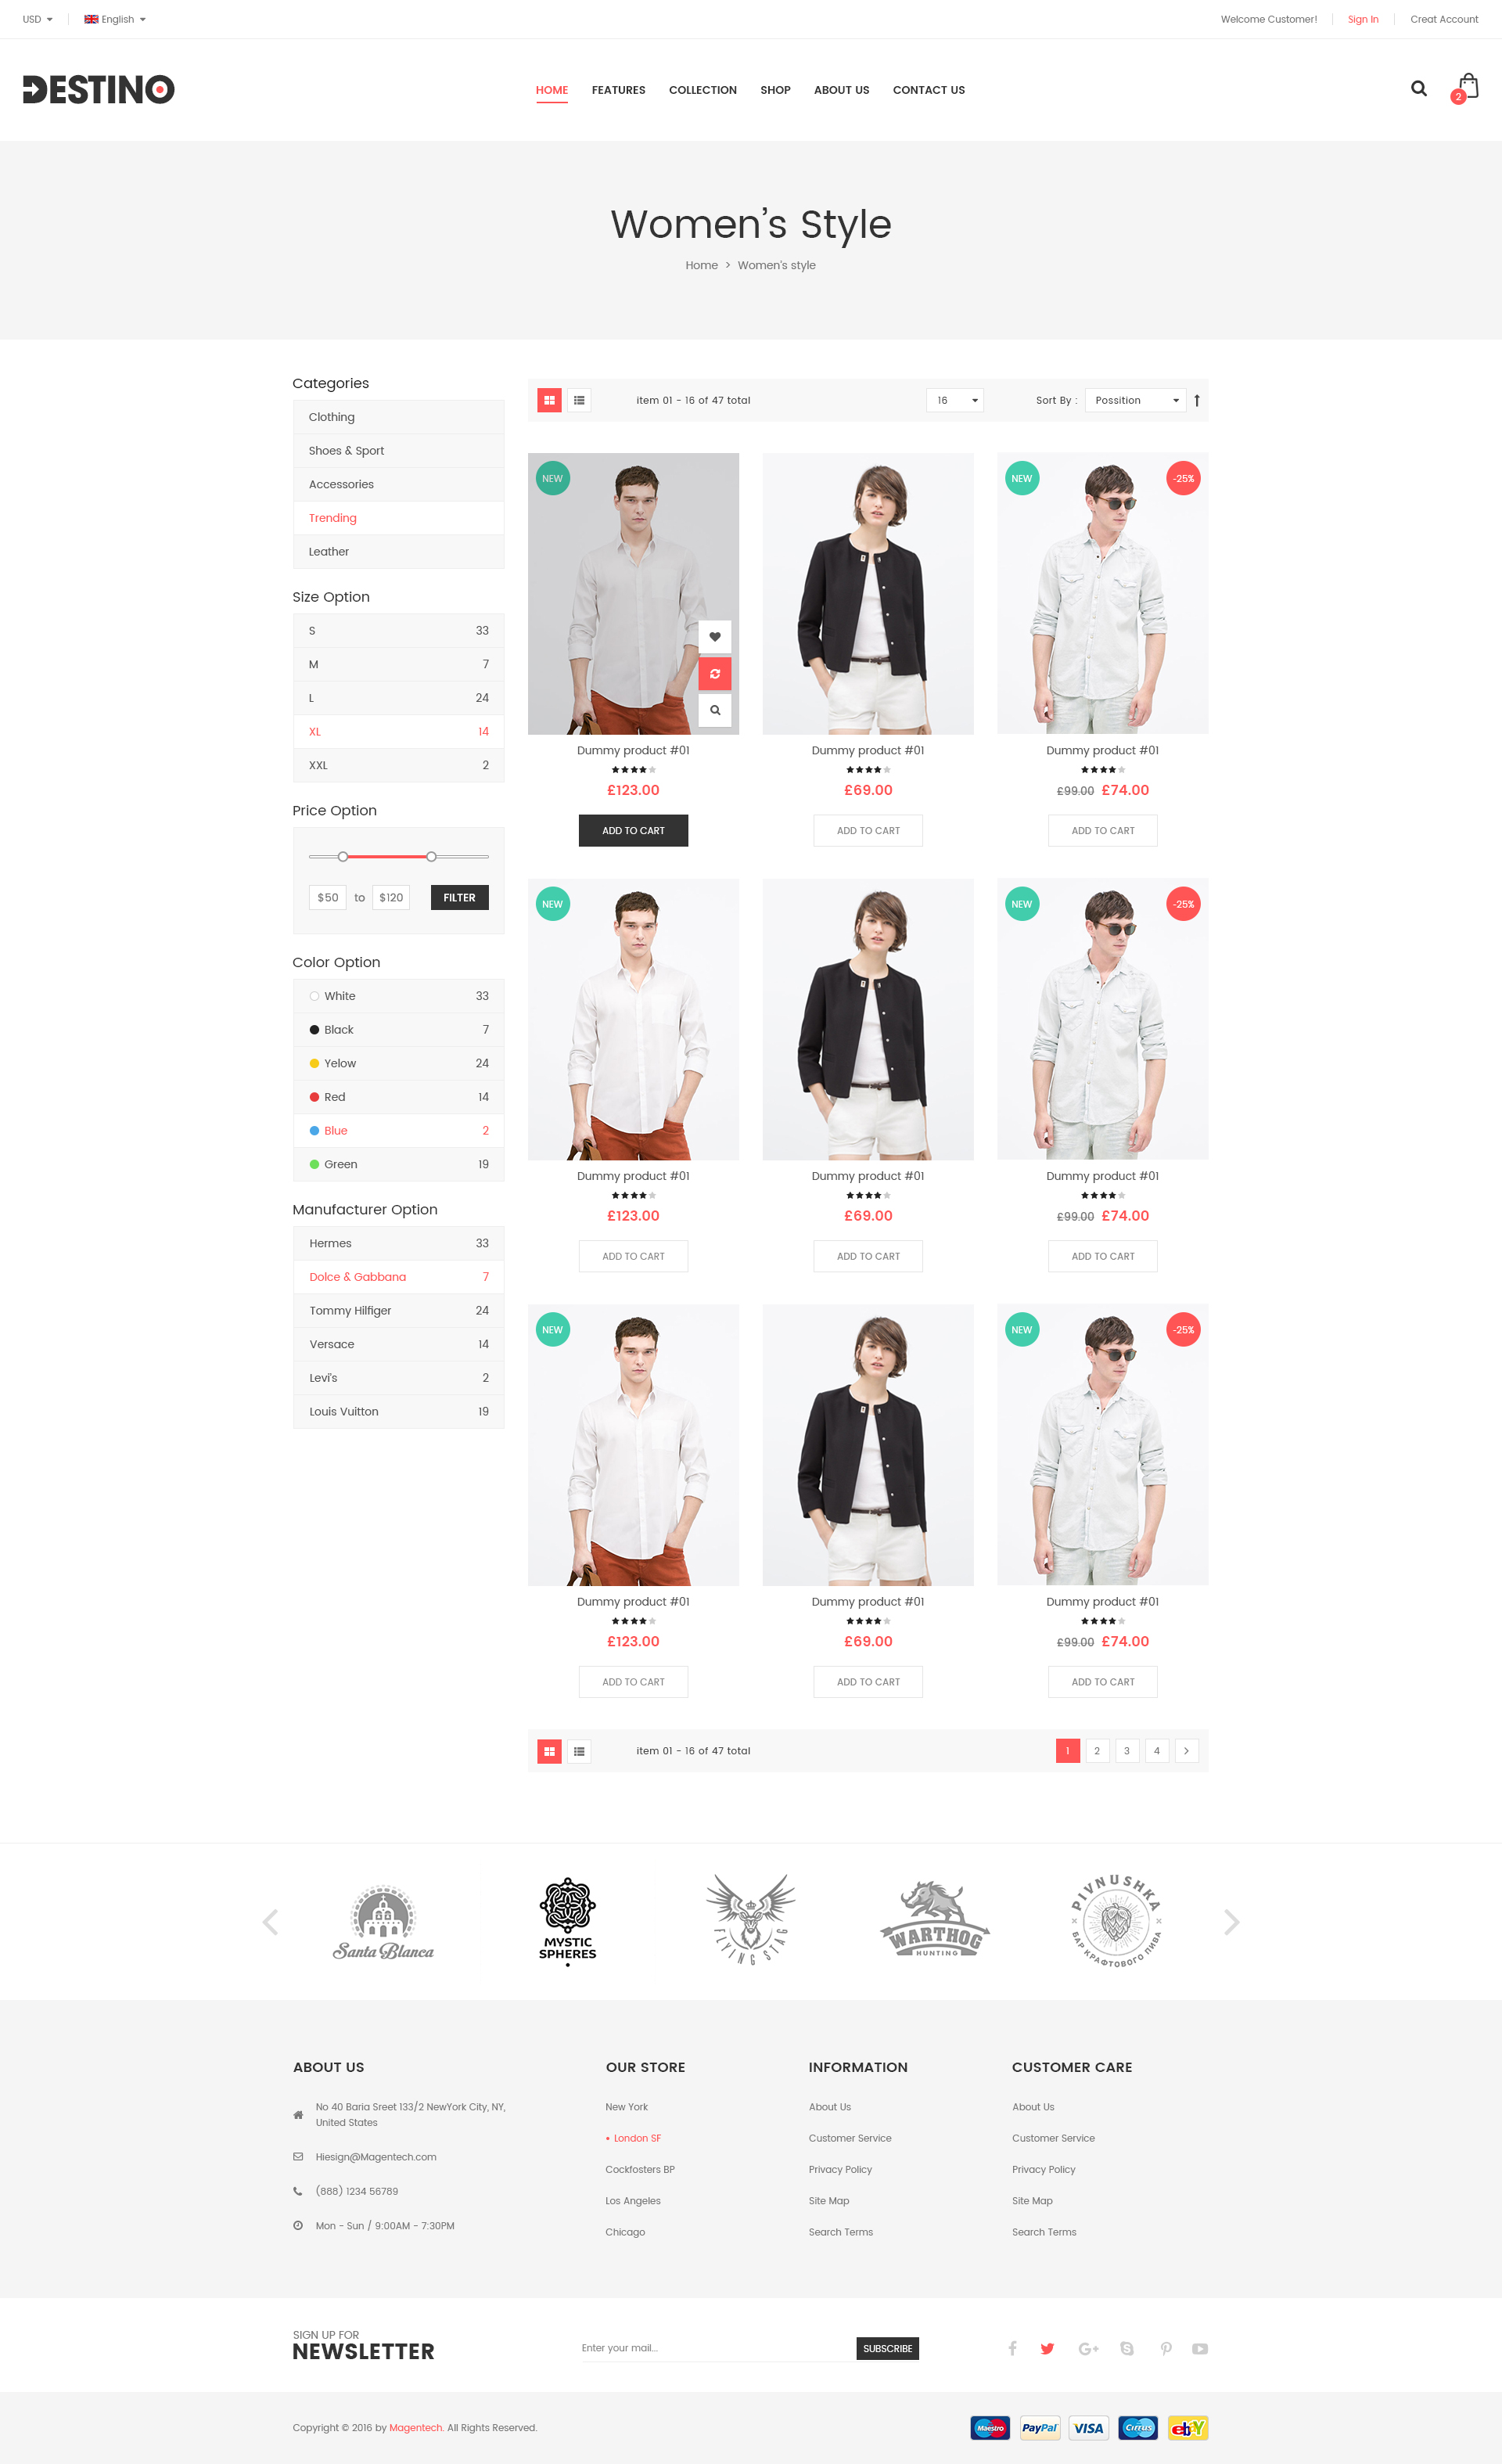 USD English Welcome Customer! Sign In Creat Account
DESTINO HOME FEATURES COLLECTION SHOP ABOUT US CONTACT US 2
Women's Style
Home > Women's style
Categories
Clothing
Shoes & Sport
Accessories
Trending
Leather
Size Option
S 33
M 7
L 24
XL 14
XXL 2
Price Option
$50 to $120 FILTER
Color Option
White 33
Black 7
Yelow 24
Red 14
Blue 2
Green 19
Manufacturer Option
Hermes 33
Dolce & Gabbana 7
Tommy Hilfiger 24
Versace 14
Levi's 2
Louis Vuitton 19
item 01 - 16 of 47 total 16 Sort By : Possition
NEW NEW -25%
Dummy product #01 Dummy product #01 Dummy product #01
£123.00 £69.00 £99.00 £74.00
ADD TO CART ADD TO CART ADD TO CART
NEW NEW -25%
Dummy product #01 Dummy product #01 Dummy product #01
£123.00 £69.00 £99.00 £74.00
ADD TO CART ADD TO CART ADD TO CART
NEW NEW -25%
Dummy product #01 Dummy product #01 Dummy product #01
£123.00 £69.00 £99.00 £74.00
ADD TO CART ADD TO CART ADD TO CART
item 01 - 16 of 47 total 1 2 3 4 >
Santa Blanca
MYSTIC
SPHERES
FLYING STAG
WARTHOG
HUNTING
PIVNUSHKA
БАР КРАФТОВОГО ПИВА
ABOUT US
No 40 Baria Sreet 133/2 NewYork City, NY,
United States
Hiesign@Magentech.com
(888) 1234 56789
Mon - Sun / 9:00AM - 7:30PM
OUR STORE
New York
• London SF
Cockfosters BP
Los Angeles
Chicago
INFORMATION
About Us
Customer Service
Privacy Policy
Site Map
Search Terms
CUSTOMER CARE
About Us
Customer Service
Privacy Policy
Site Map
Search Terms
SIGN UP FOR
NEWSLETTER
Enter your mail... SUBSCRIBE
Copyright © 2016 by Magentech. All Rights Reserved.
Maestro PayPal VISA Cirrus ebY